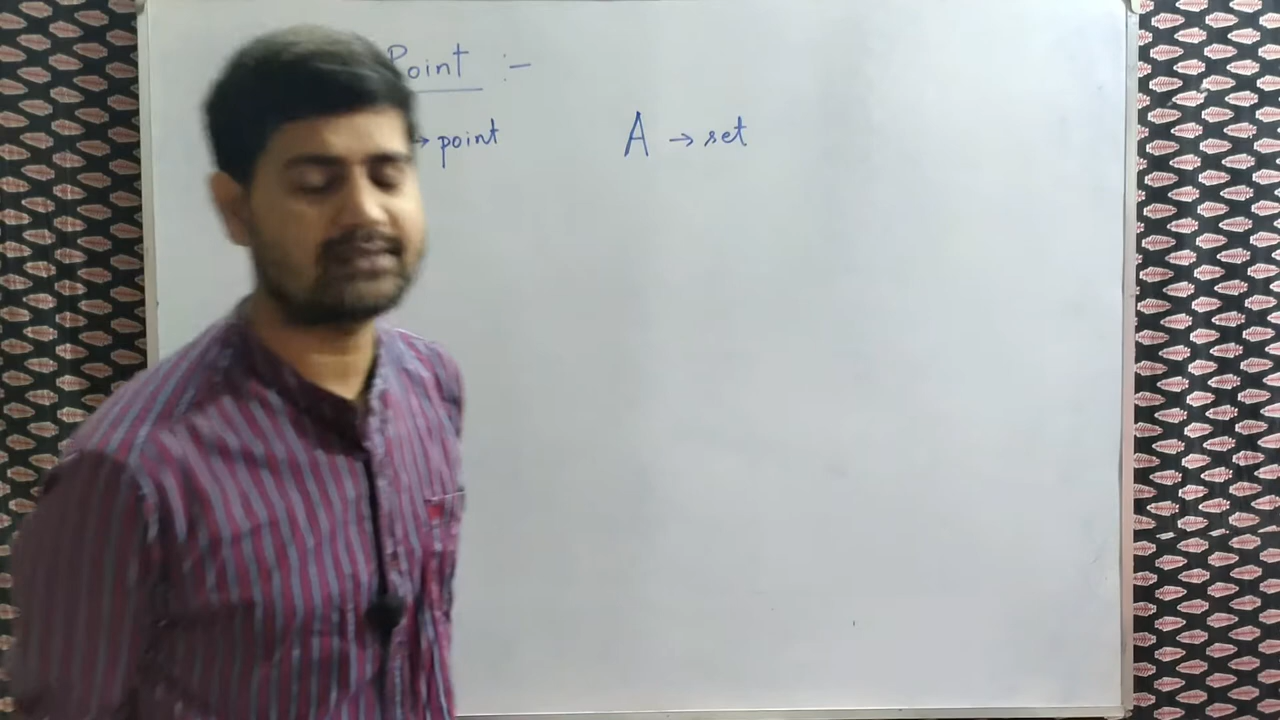 Point :-
→ point A → set